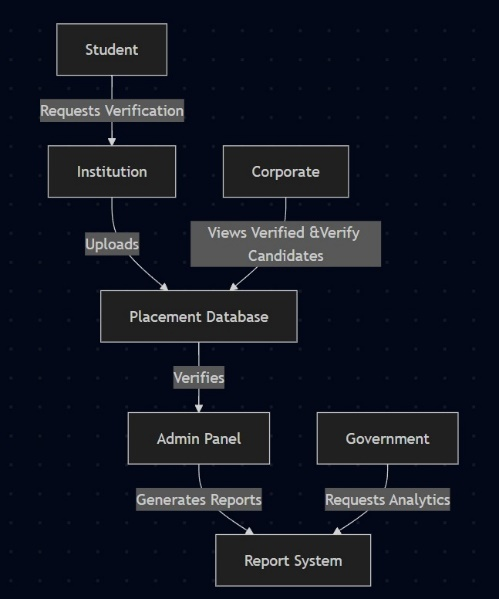 Student
Requests Verification
Institution
Corporate
Uploads
Views Verified &Verify
Candidates
Placement Database
Verifies
Admin Panel
Government
Generates Reports
Requests Analytics
Report System